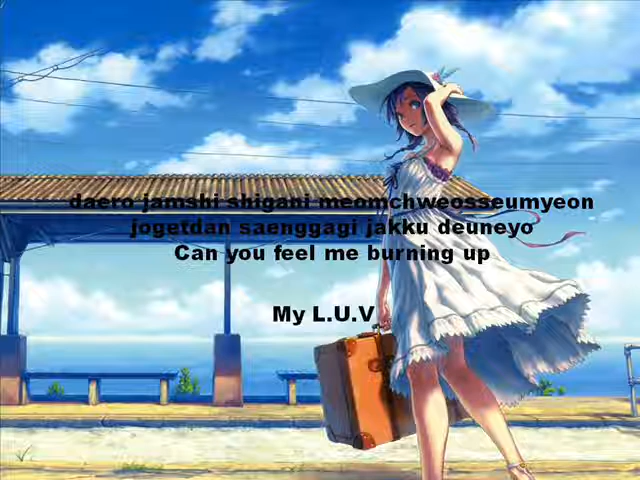 daero jamshi shigani meomchweosseumyeon
jogetdan saenggagi jakku deuneyo
Can you feel me burning up
My L.U.V